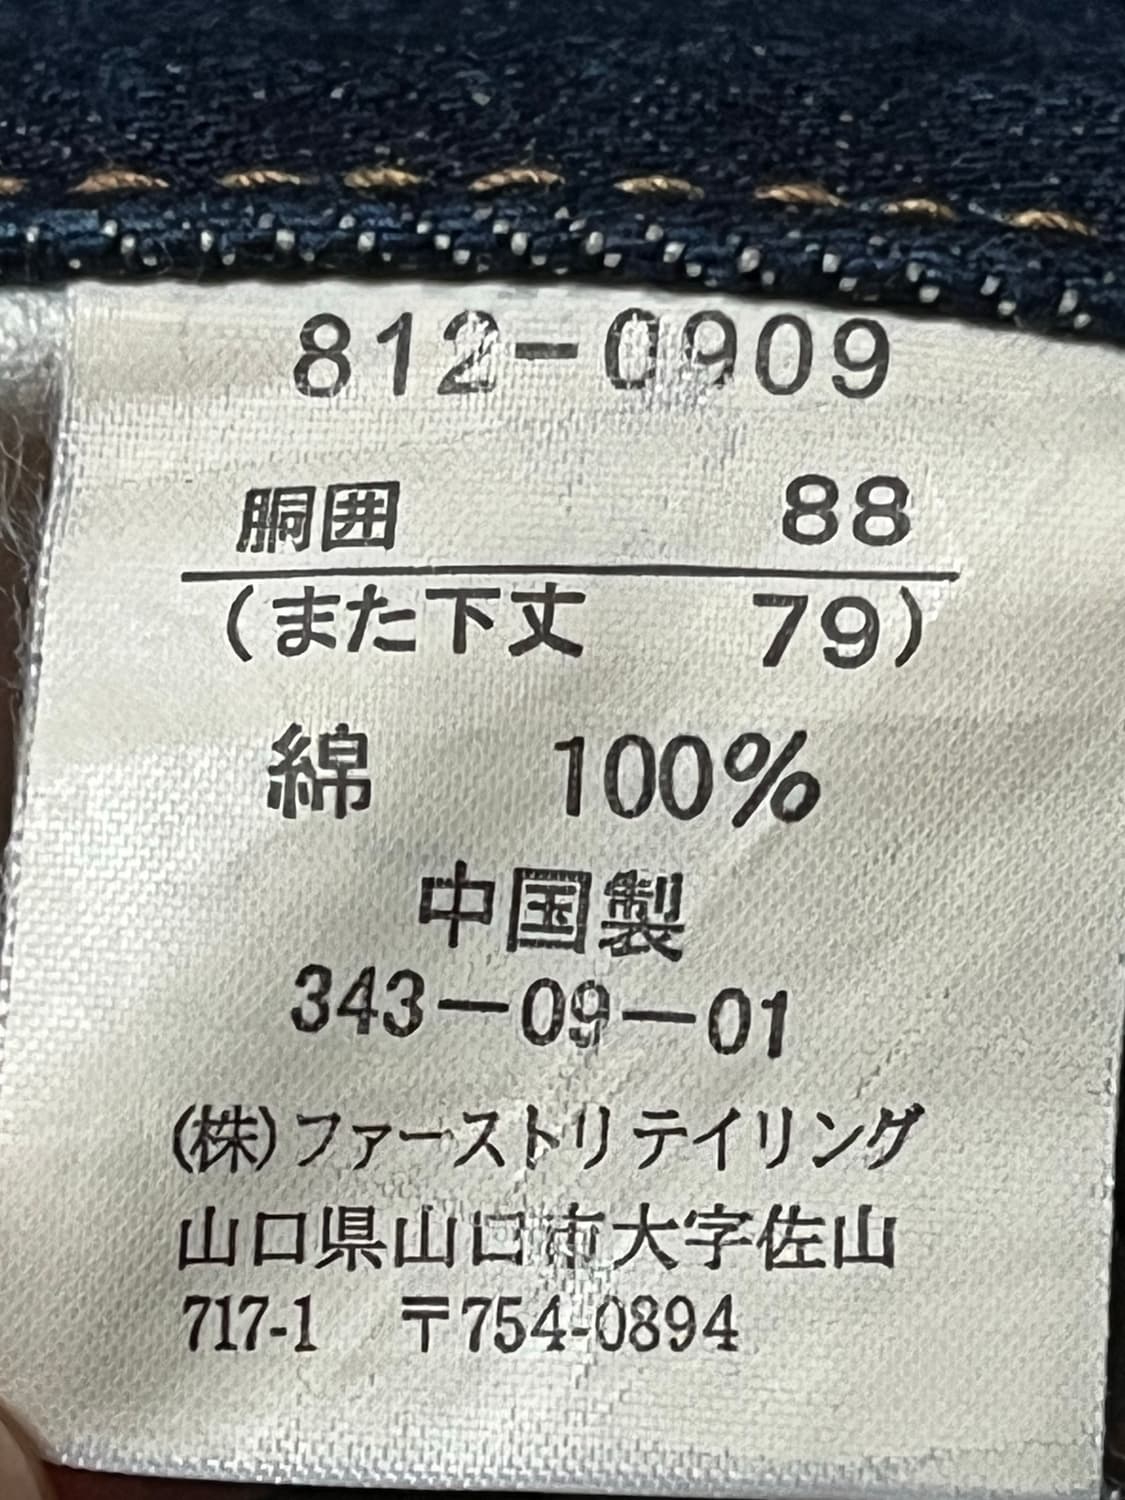 812-0909
胴囲 88
(また下丈 79)
綿 100%
中国製
343-09-01
(株)ファーストリテイリング
山口県山口市大字佐山
717-1 〒754-0894